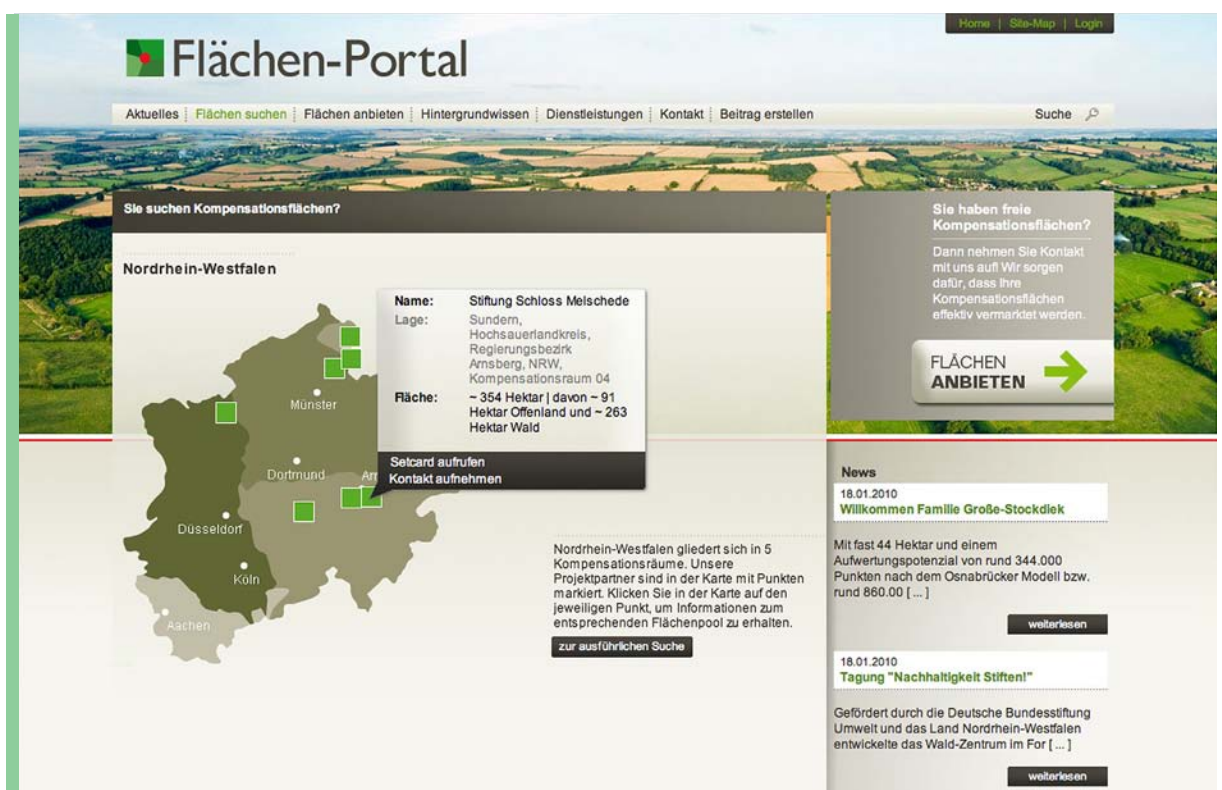 Home | Site-Map | Login
Flächen-Portal
Aktuelles Flächen suchen Flächen anbieten Hintergrundwissen Dienstleistungen Kontakt Beitrag erstellen Suche
Sie suchen Kompensationsflächen?
Nordrhein-Westfalen
Name: Stiftung Schloss Melschede
Lage: Sundern,
Hochsauerlandkreis,
Regierungsbezirk
Arnsberg, NRW,
Kompensationsraum 04
Fläche: ~ 354 Hektar | davon ~ 91
Hektar Offenland und ~ 263
Hektar Wald
Setcard aufrufen
Kontakt aufnehmen
Münster
Dortmund
Düsseldorf
Köln
Aachen
Nordrhein-Westfalen gliedert sich in 5
Kompensationsräume. Unsere
Projektpartner sind in der Karte mit Punkten
markiert. Klicken Sie in der Karte auf den
jeweiligen Punkt, um Informationen zum
entsprechenden Flächenpool zu erhalten.
zur ausführlichen Suche
Sie haben freie
Kompensationsflächen?
Dann nehmen Sie Kontakt
mit uns auf! Wir sorgen
dafür, dass Ihre
Kompensationsflächen
effektiv vermarktet werden.
FLÄCHEN
ANBIETEN
News
18.01.2010
Willkommen Familie Große-Stockdiek
Mit fast 44 Hektar und einem
Aufwertungspotenzial von rund 344.000
Punkten nach dem Osnabrücker Modell bzw.
rund 860.00 [ ... ]
weiterlesen
18.01.2010
Tagung "Nachhaltigkeit Stiften!"
Gefördert durch die Deutsche Bundesstiftung
Umwelt und das Land Nordrhein-Westfalen
entwickelte das Wald-Zentrum im For [ ... ]
weiterlesen